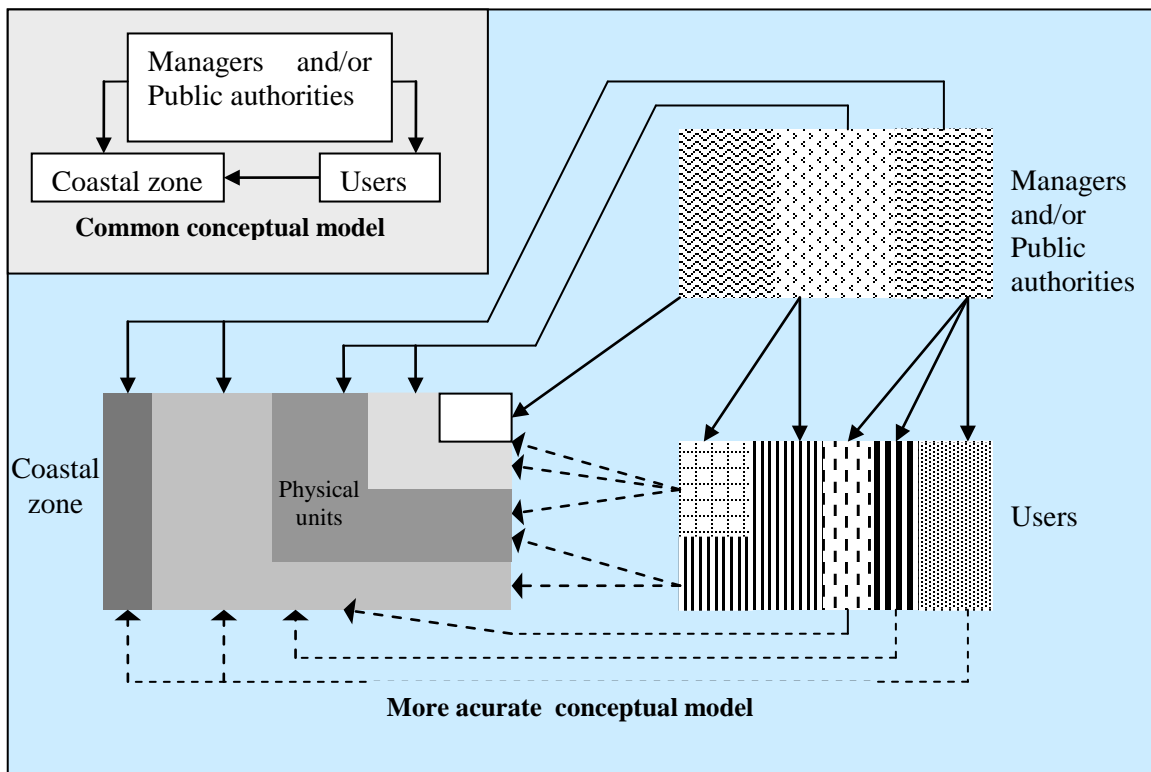 Managers and/or
Public authorities
Coastal zone
Users
Common conceptual model
Managers
and/or
Public
authorities
Coastal
zone
Physical
units
Users
More acurate conceptual model